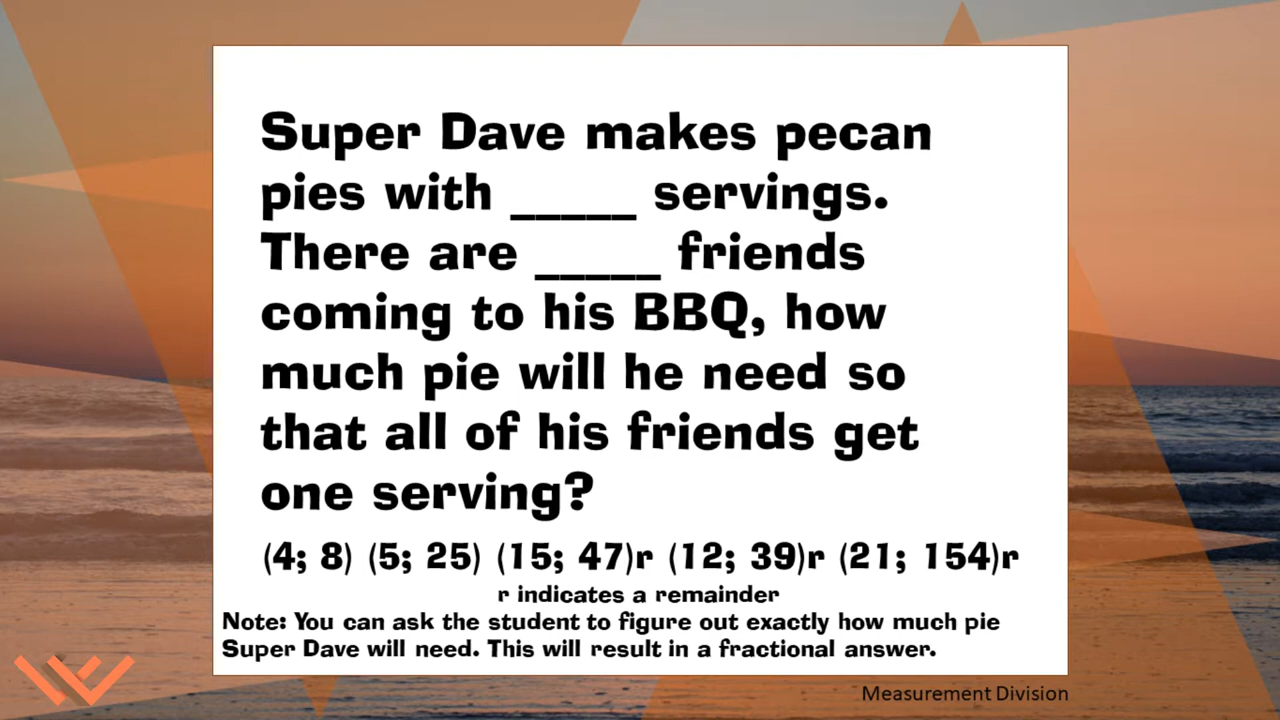 Super Dave makes pecan
pies with _____ servings.
There are _____ friends
coming to his BBQ, how
much pie will he need so
that all of his friends get
one serving?
(4; 8) (5; 25) (15; 47)r (12; 39)r (21; 154)r
r indicates a remainder
Note: You can ask the student to figure out exactly how much pie
Super Dave will need. This will result in a fractional answer.
Measurement Division